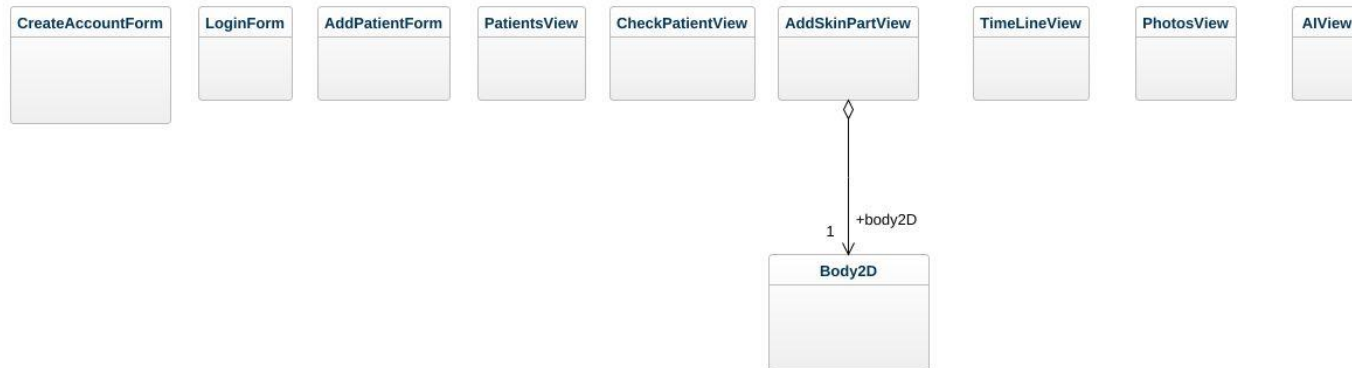 CreateAccountForm
LoginForm
AddPatientForm
PatientsView
CheckPatientView
AddSkinPartView
TimeLineView
PhotosView
AIView
+body2D
1
Body2D